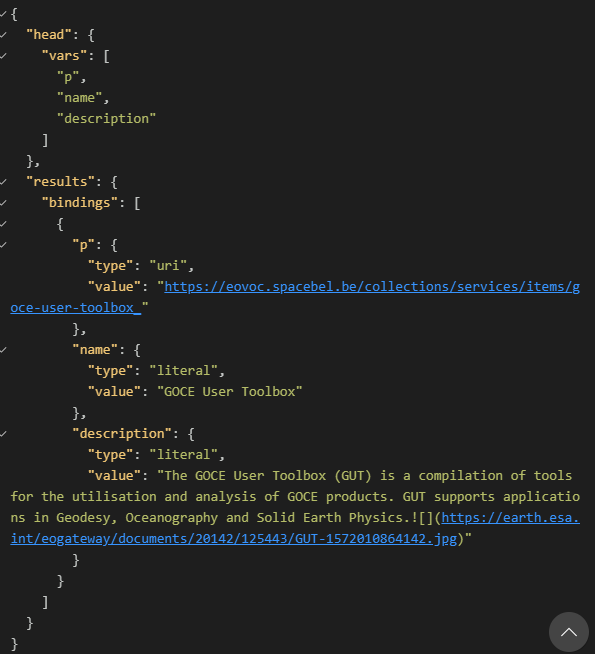 {
"head": {
"vars": [
"p",
"name",
"description"
]
},
"results": {
"bindings": [
{
"p": {
"type": "uri",
"value": "https://eovoc.spacebel.be/collections/services/items/g
oce-user-toolbox_"
},
"name": {
"type": "literal",
"value": "GOCE User Toolbox"
},
"description": {
"type": "literal",
"value": "The GOCE User Toolbox (GUT) is a compilation of tools
for the utilisation and analysis of GOCE products. GUT supports applicatio
ns in Geodesy, Oceanography and Solid Earth Physics.![](https://earth.esa.
int/eogateway/documents/20142/125443/GUT-1572010864142.jpg)"
}
}
]
}
}